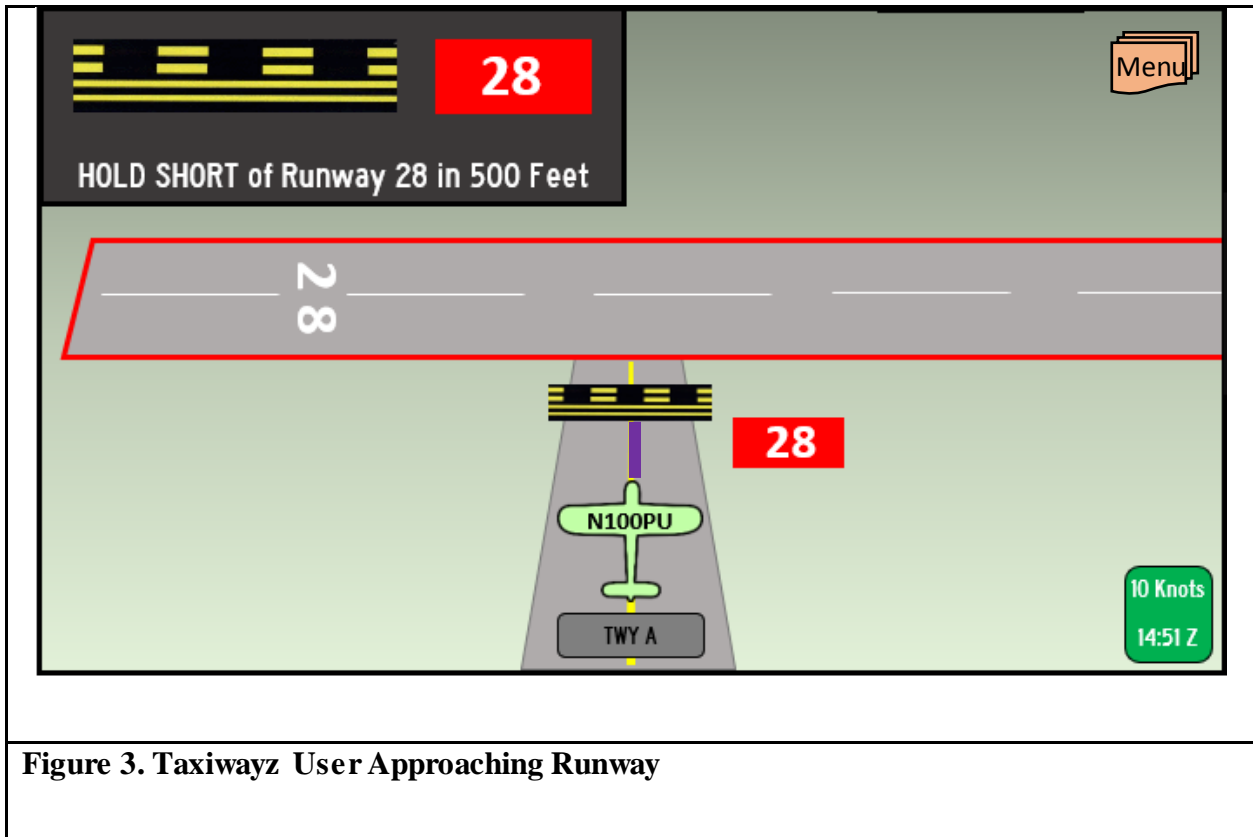 28
Menu
HOLD SHORT of Runway 28 in 500 Feet
28
28
N100PU
10 Knots
TWY A
14:51 Z
Figure 3. Taxiwayz User Approaching Runway